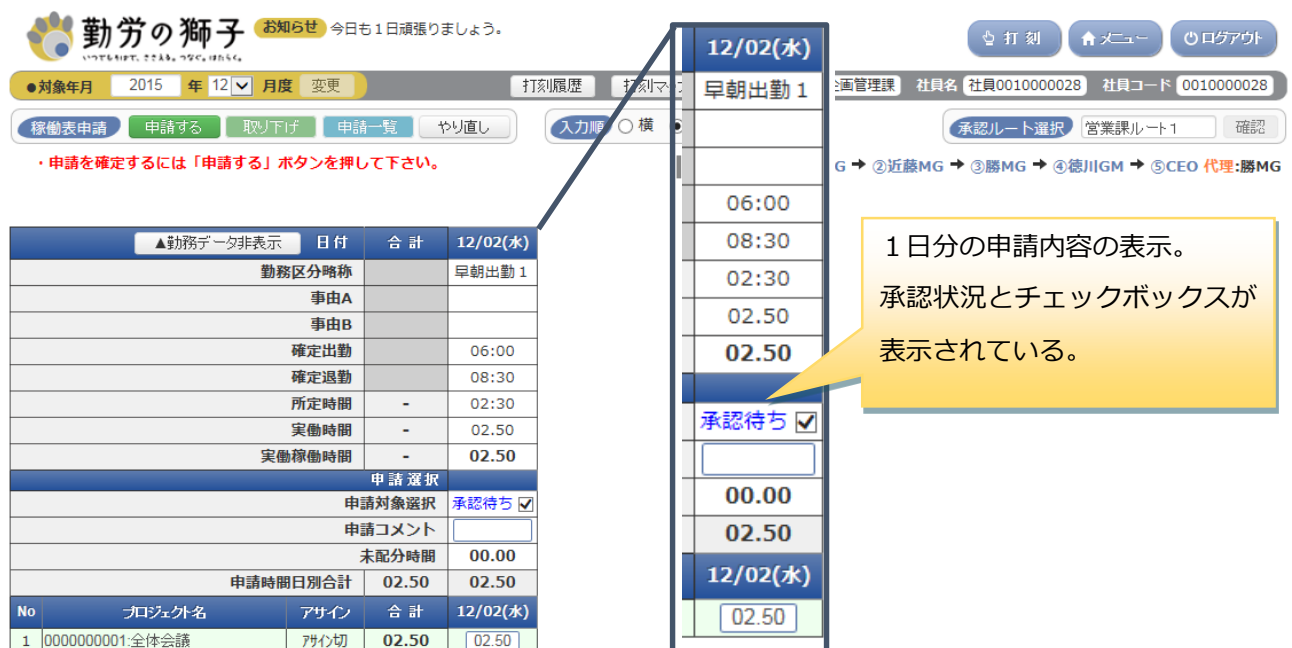 勤労の獅子 お知らせ 今日も1日頑張りましょう。
いつでもIPT. ささえる、つなぐ、はたらく。
打刻 メニュー ログアウト
●対象年月 2015 年 12 月度 変更 打刻履歴 打刻マップ 企画管理課 社員名 社員0010000028 社員コード 0010000028
稼働表申請 申請する 取り下げ 申請一覧 やり直し 入力順 横 承認ルート選択 営業課ルート1 確認
・申請を確定するには「申請する」ボタンを押して下さい。
G ➜ ②近藤MG ➜ ③勝MG ➜ ④徳川GM ➜ ⑤CEO 代理:勝MG
▲勤務データ非表示 日付 合計 12/02(水)
勤務区分略称 早朝出勤1
事由A
事由B
確定出勤 06:00
確定退勤 08:30
所定時間 - 02:30
実働時間 - 02.50
実働稼働時間 - 02.50
申請選択
申請対象選択 承認待ち
申請コメント
未配分時間 00.00
申請時間日別合計 02.50 02.50
No プロジェクト名 アサイン 合計 12/02(水)
1 0000000001:全体会議 アサイン切 02.50 02.50
12/02(水)
早朝出勤1
06:00
08:30
02:30
02.50
02.50
承認待ち
00.00
02.50
12/02(水)
02.50
1日分の申請内容の表示。
承認状況とチェックボックスが
表示されている。